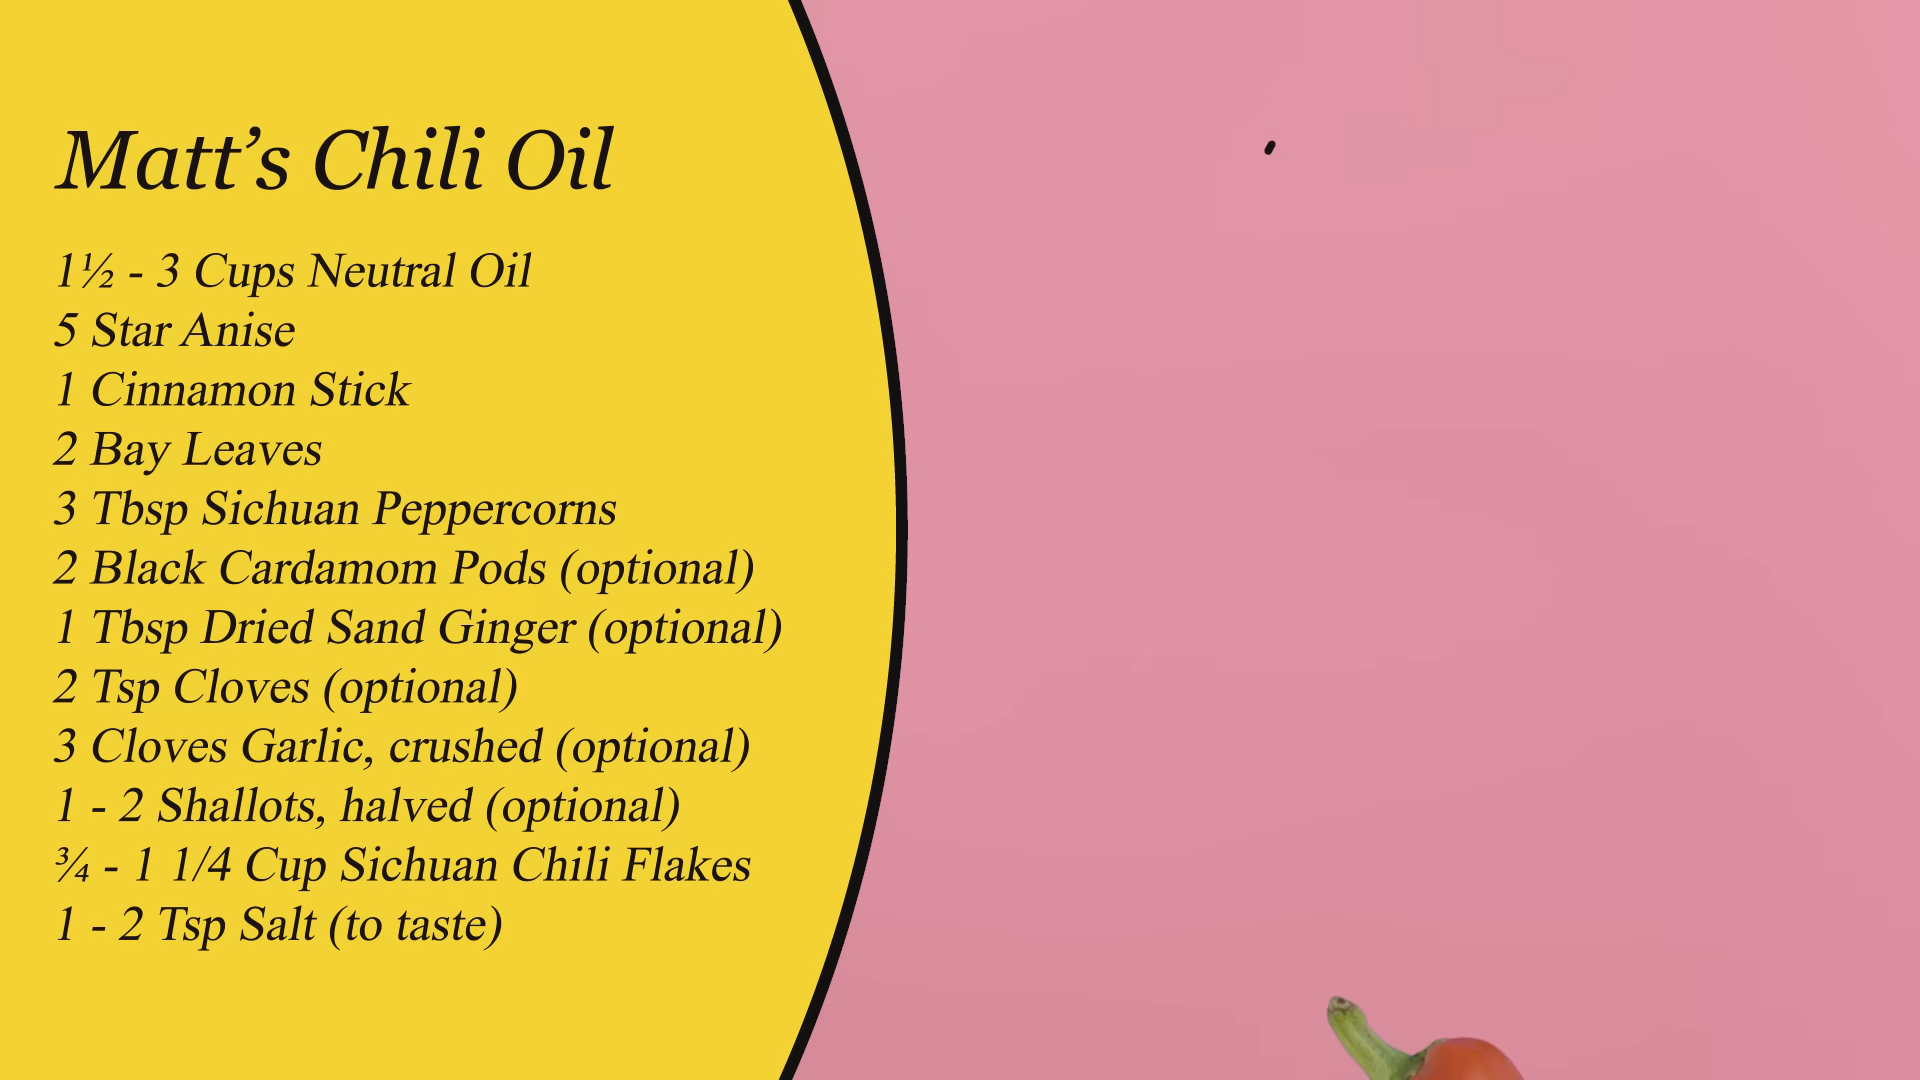 Matt’s Chili Oil
1½ - 3 Cups Neutral Oil
5 Star Anise
1 Cinnamon Stick
2 Bay Leaves
3 Tbsp Sichuan Peppercorns
2 Black Cardamom Pods (optional)
1 Tbsp Dried Sand Ginger (optional)
2 Tsp Cloves (optional)
3 Cloves Garlic, crushed (optional)
1 - 2 Shallots, halved (optional)
¾ - 1 1/4 Cup Sichuan Chili Flakes
1 - 2 Tsp Salt (to taste)